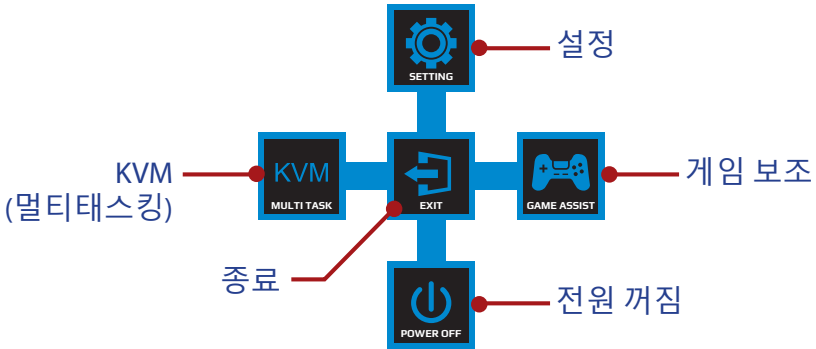 설정
SETTING
KVM
(멀티태스킹)
KVM
MULTI TASK
EXIT
GAME ASSIST
게임 보조
종료
POWER OFF
전원 꺼짐